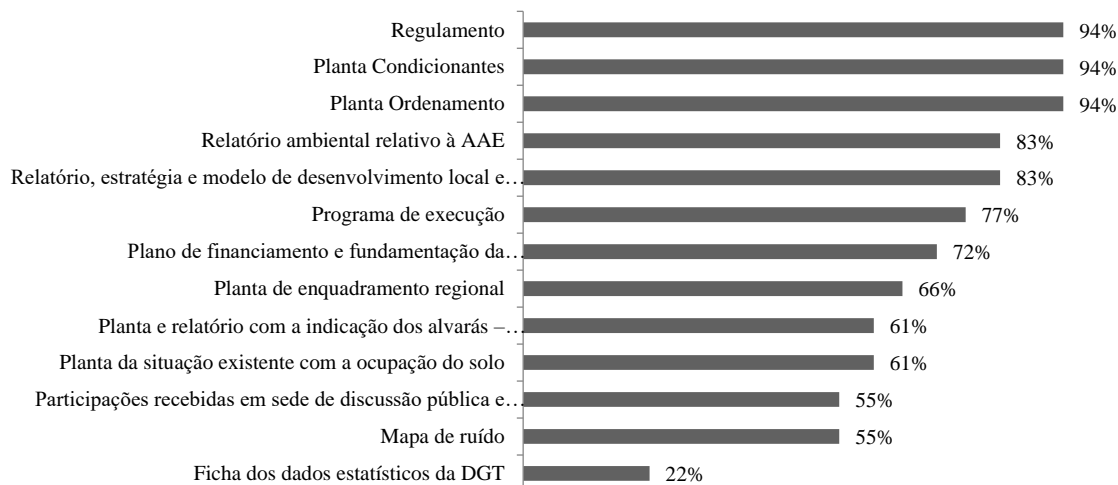 Regulamento 94%
Planta Condicionantes 94%
Planta Ordenamento 94%
Relatório ambiental relativo à AAE 83%
Relatório, estratégia e modelo de desenvolvimento local e… 83%
Programa de execução 77%
Plano de financiamento e fundamentação da… 72%
Planta de enquadramento regional 66%
Planta e relatório com a indicação dos alvarás –… 61%
Planta da situação existente com a ocupação do solo 61%
Participações recebidas em sede de discussão pública e… 55%
Mapa de ruído 55%
Ficha dos dados estatísticos da DGT 22%